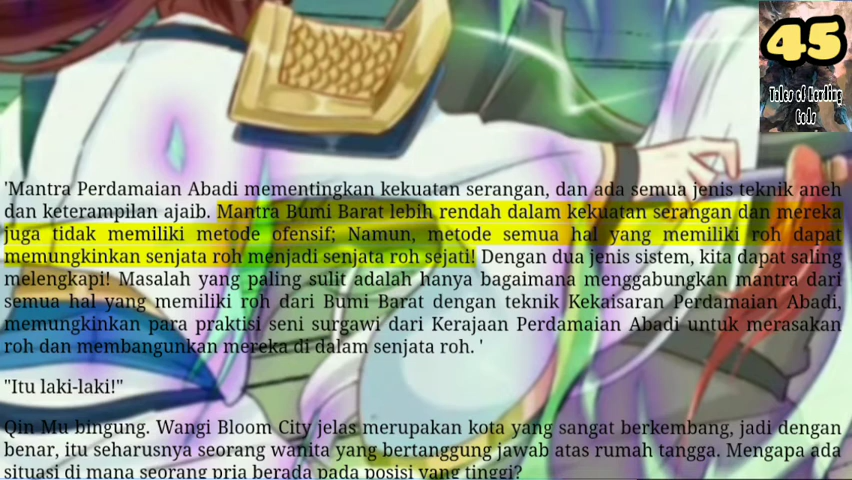 45
Tales of Herding
Gods
'Mantra Perdamaian Abadi mementingkan kekuatan serangan, dan ada semua jenis teknik aneh
dan keterampilan ajaib. Mantra Bumi Barat lebih rendah dalam kekuatan serangan dan mereka
juga tidak memiliki metode ofensif; Namun, metode semua hal yang memiliki roh dapat
memungkinkan senjata roh menjadi senjata roh sejati! Dengan dua jenis sistem, kita dapat saling
melengkapi! Masalah yang paling sulit adalah hanya bagaimana menggabungkan mantra dari
semua hal yang memiliki roh dari Bumi Barat dengan teknik Kekaisaran Perdamaian Abadi,
memungkinkan para praktisi seni surgawi dari Kerajaan Perdamaian Abadi untuk merasakan
roh dan membangunkan mereka di dalam senjata roh. '
"Itu laki-laki!"
Qin Mu bingung. Wangi Bloom City jelas merupakan kota yang sangat berkembang, jadi dengan
benar, itu seharusnya seorang wanita yang bertanggung jawab atas rumah tangga. Mengapa ada
situasi di mana seorang pria berada pada posisi yang tinggi?